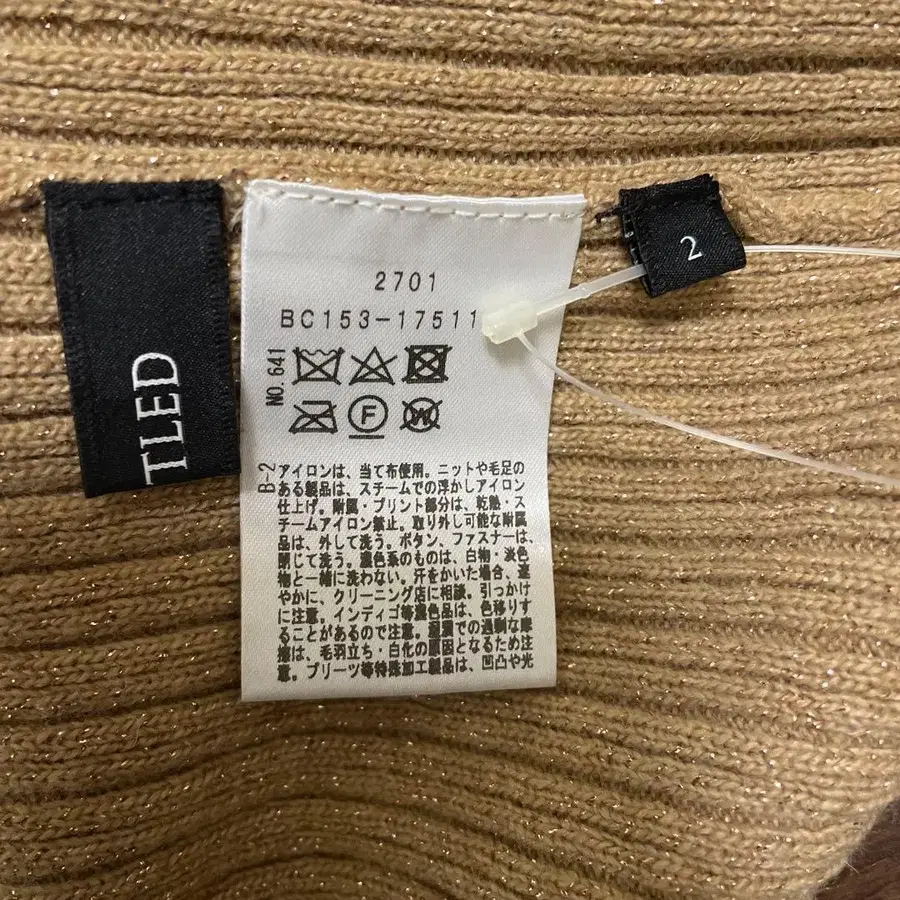 TLED
2
2701
BC153-17511
NO.641
F
W
B-2
アイロンは、当て布使用。ニットや毛足の
ある製品は、スチームでの浮かしアイロン
仕上げ。附属・プリント部分は、乾熱・ス
チームアイロン禁止。取り外し可能な附属
品は、外して洗う。ボタン、ファスナーは、
閉じて洗う。濃色系のものは、白物・淡色
物と一緒に洗わない。汗をかいた場合、速
やかに、クリーニング店に相談。引っかけ
に注意。インディゴ等濃色品は、色移りす
ることがあるので注意。湿潤での過剰な摩
擦は、毛羽立ち・白化の原因となるため注
意。プリーツ等特殊加工製品は、凹凸や光